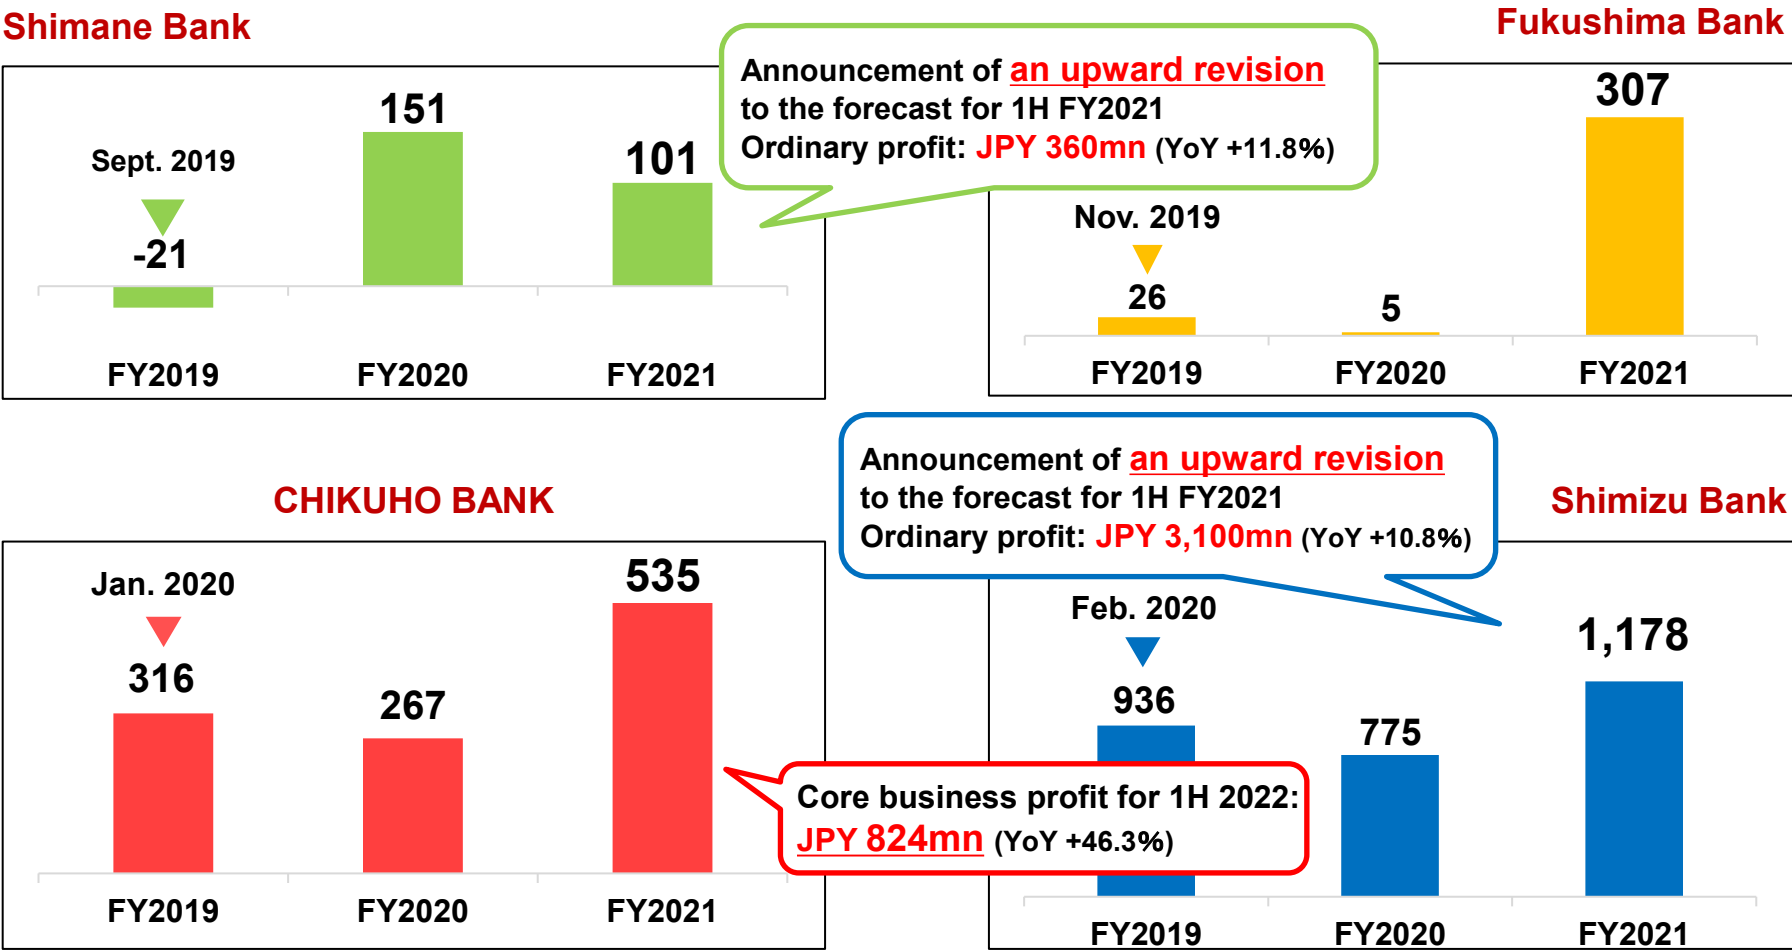 Shimane Bank
Sept. 2019
-21
151
101
FY2019 FY2020 FY2021
Announcement of an upward revision
to the forecast for 1H FY2021
Ordinary profit: JPY 360mn (YoY +11.8%)
Fukushima Bank
Nov. 2019
26
5
307
FY2019 FY2020 FY2021
CHIKUHO BANK
Jan. 2020
316
267
535
FY2019 FY2020 FY2021
Core business profit for 1H 2022:
JPY 824mn (YoY +46.3%)
Announcement of an upward revision
to the forecast for 1H FY2021
Ordinary profit: JPY 3,100mn (YoY +10.8%)
Shimizu Bank
Feb. 2020
936
775
1,178
FY2019 FY2020 FY2021